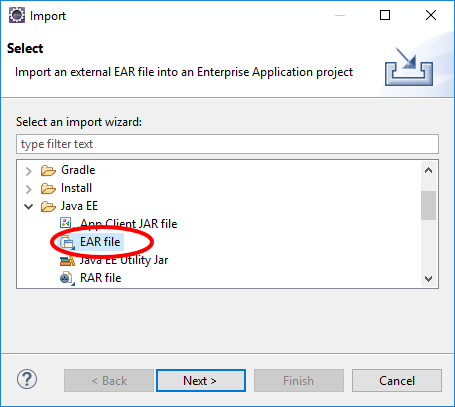 Import
Select
Import an external EAR file into an Enterprise Application project
Select an import wizard:
type filter text
Gradle
Install
Java EE
App Client JAR file
EAR file
Java EE Utility Jar
RAR file
? < Back Next > Finish Cancel